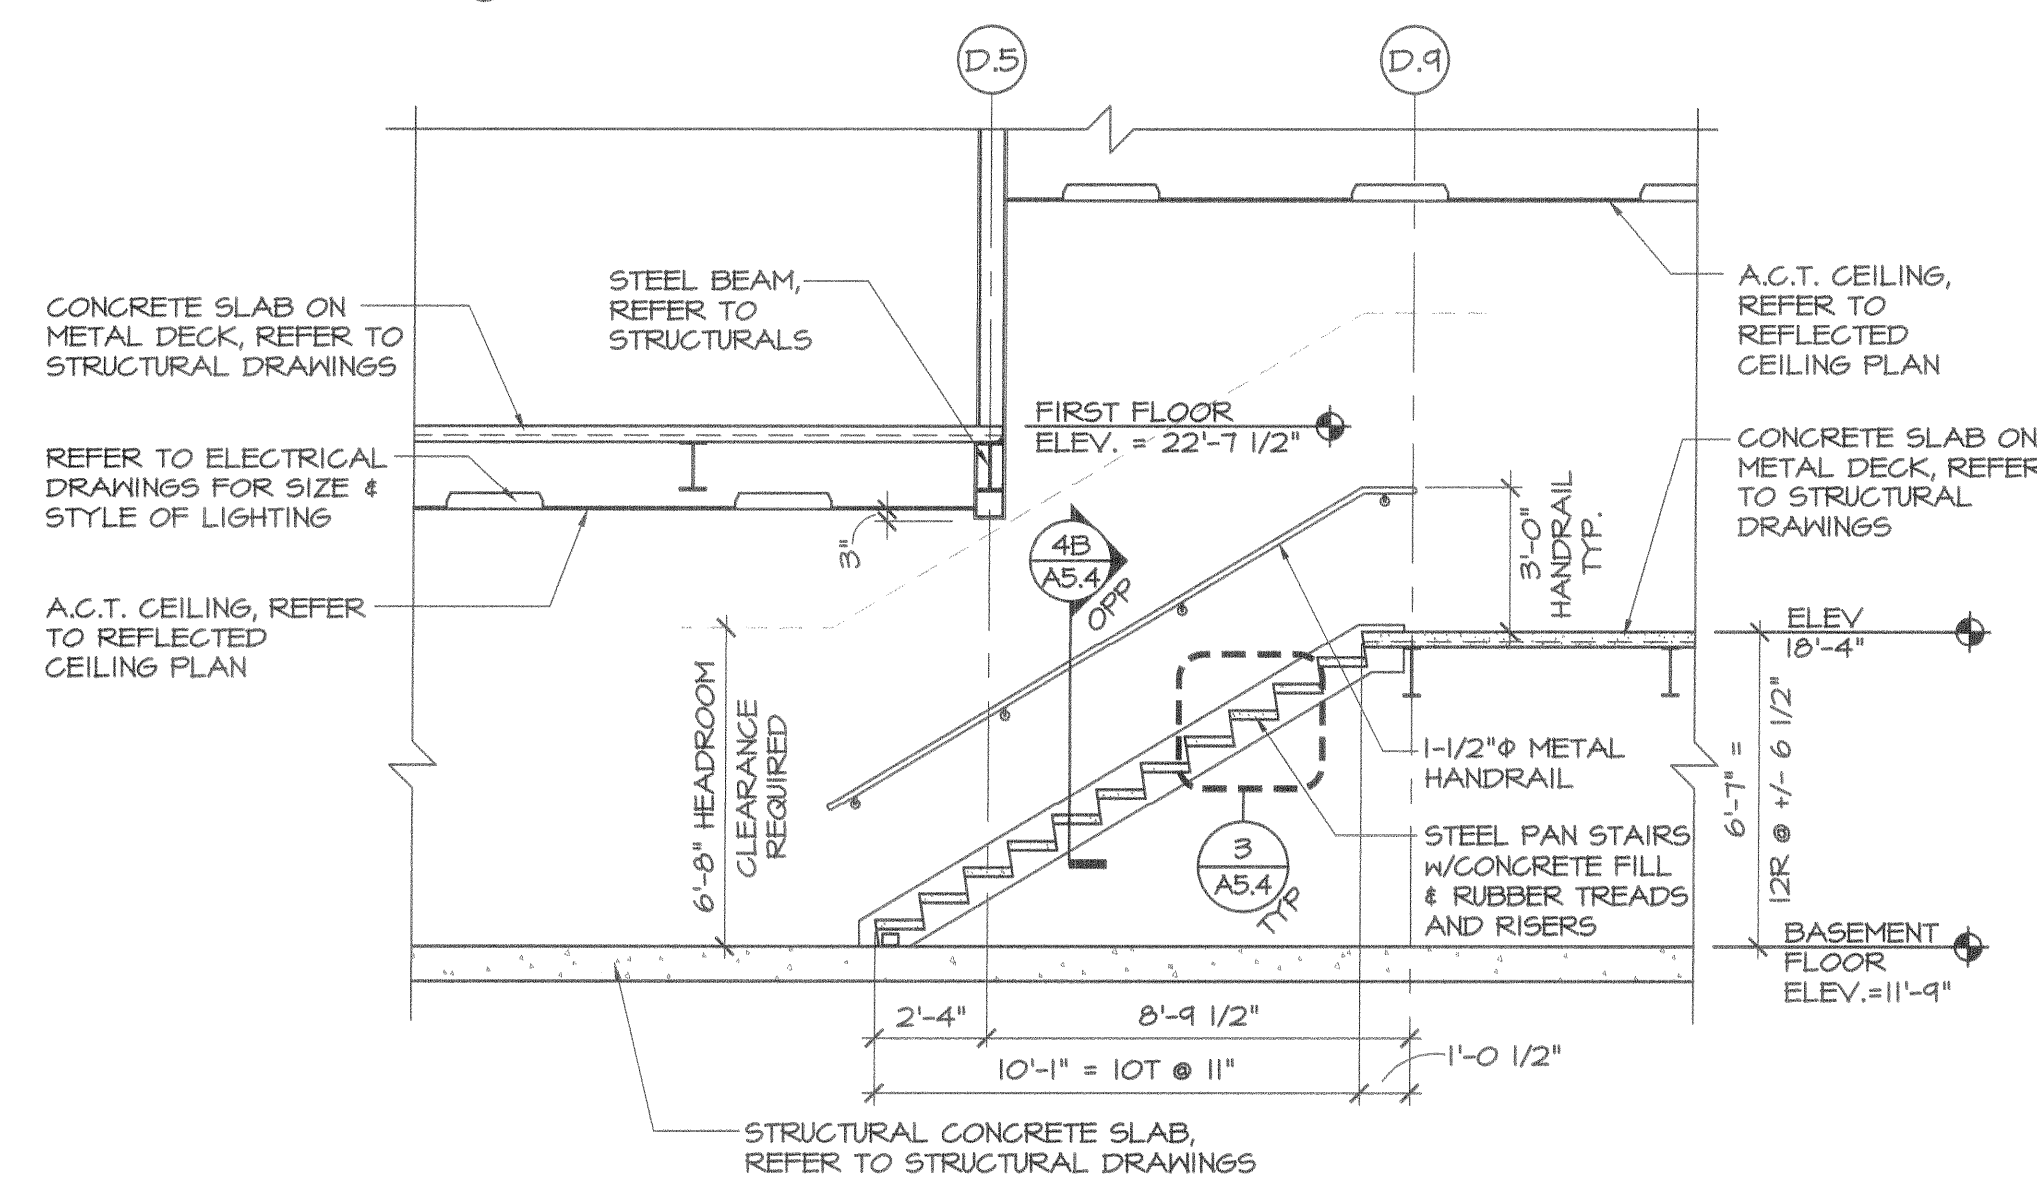 D.5
D.9
STEEL BEAM,
REFER TO
STRUCTURALS
CONCRETE SLAB ON
METAL DECK, REFER TO
STRUCTURAL DRAWINGS
REFER TO ELECTRICAL
DRAWINGS FOR SIZE &
STYLE OF LIGHTING
A.C.T. CEILING, REFER
TO REFLECTED
CEILING PLAN
FIRST FLOOR
ELEV. = 22'-7 1/2"
3"
4B
A5.4
OPP
6'-8" HEADROOM
CLEARANCE
REQUIRED
3'-0"
HANDRAIL
TYP.
A.C.T. CEILING,
REFER TO
REFLECTED
CEILING PLAN
CONCRETE SLAB ON
METAL DECK, REFER
TO STRUCTURAL
DRAWINGS
ELEV
18'-4"
6'-7" =
12R @ +/- 6 1/2"
1-1/2"Φ METAL
HANDRAIL
STEEL PAN STAIRS
W/CONCRETE FILL
& RUBBER TREADS
AND RISERS
3
A5.4
TYP
BASEMENT
FLOOR
ELEV.=11'-9"
2'-4"
8'-9 1/2"
10'-1" = 10T @ 11"
1'-0 1/2"
STRUCTURAL CONCRETE SLAB,
REFER TO STRUCTURAL DRAWINGS